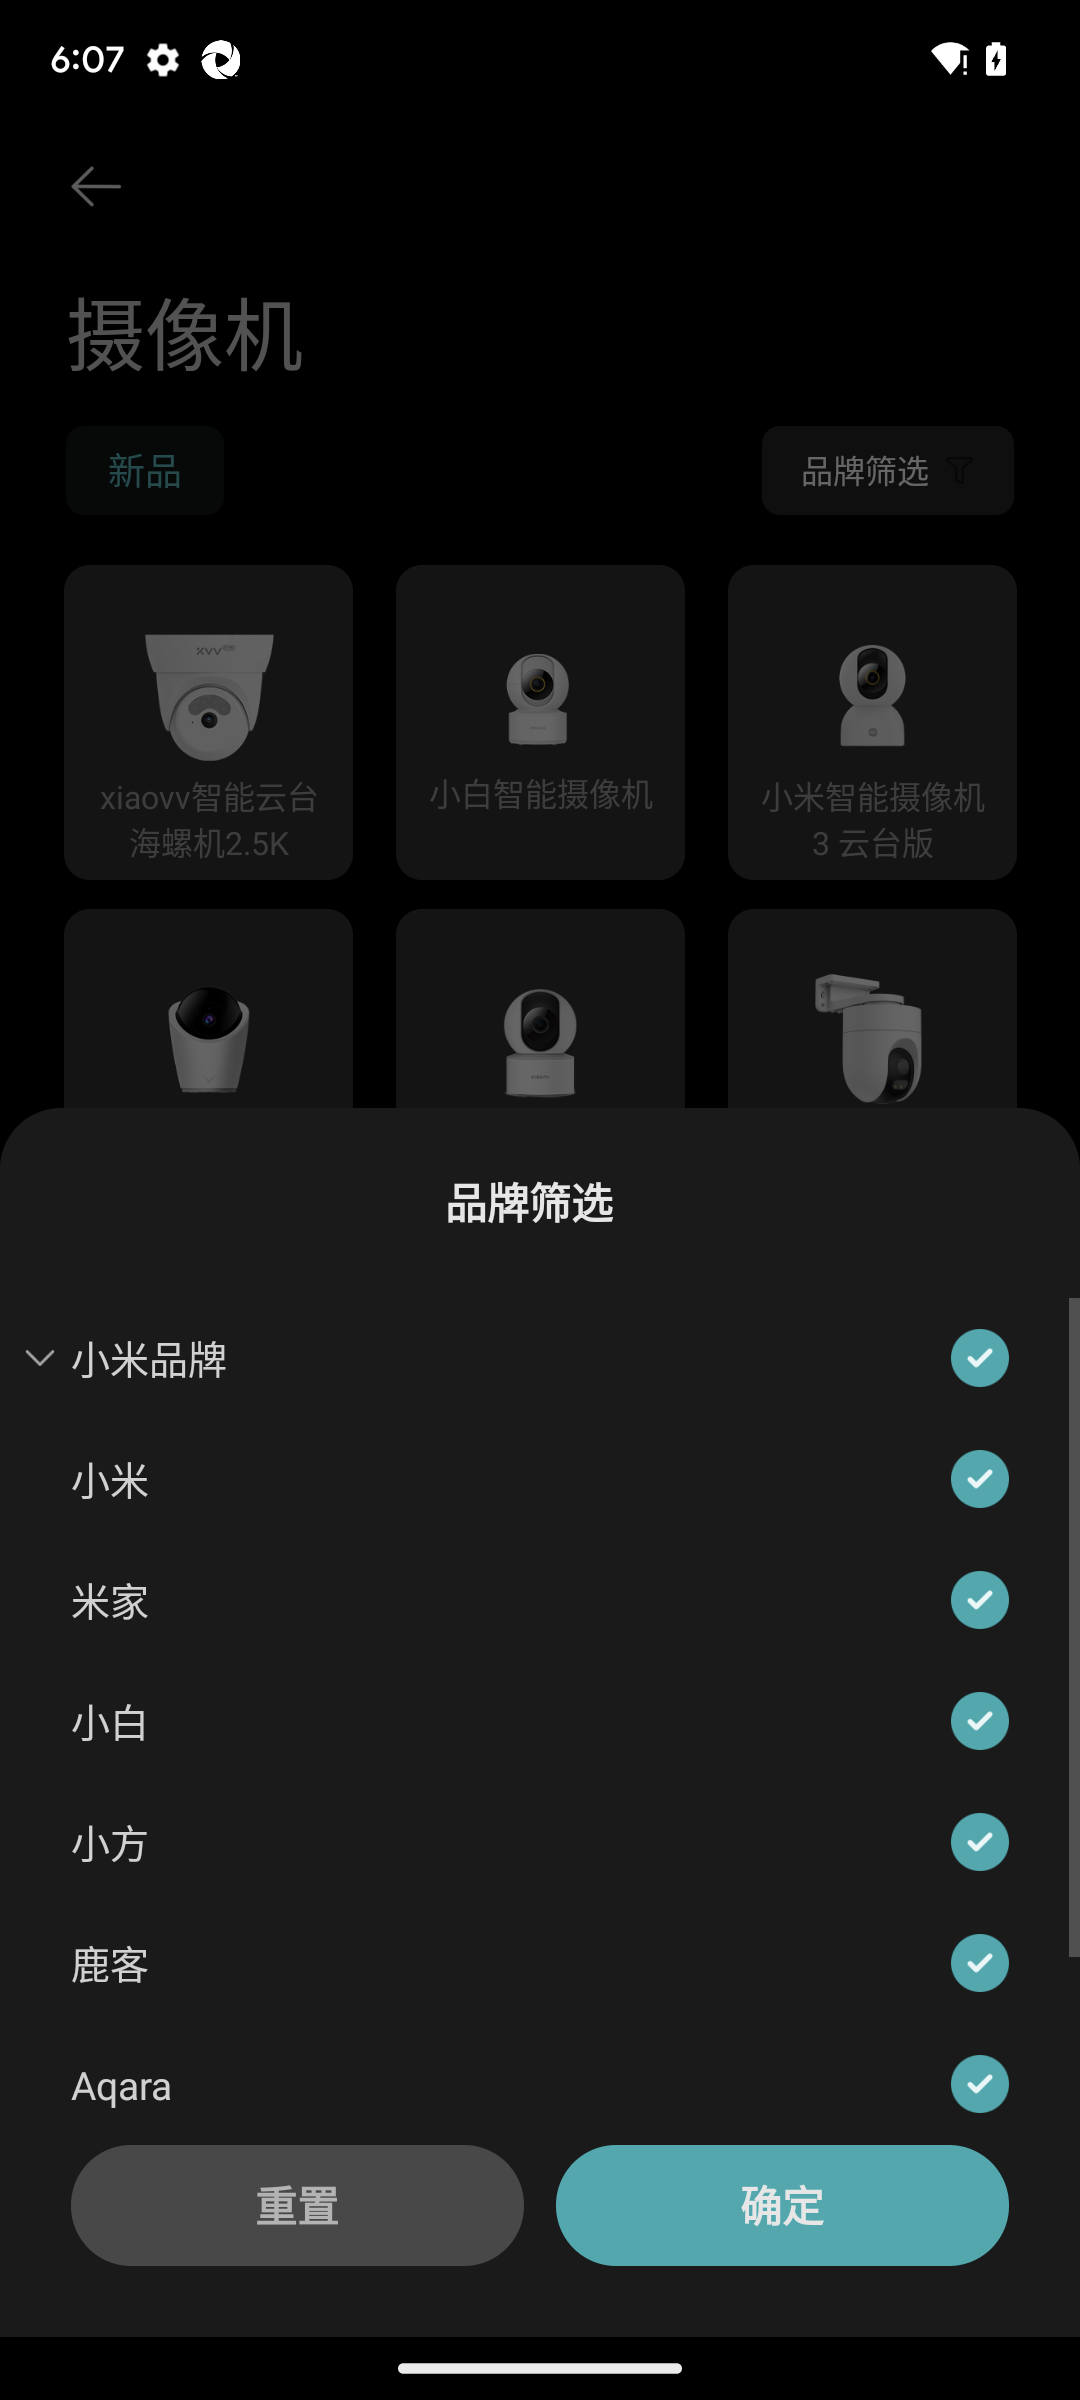 6:07
摄像机
新品
品牌筛选
xiaovv智能云台
海螺机2.5K
小白智能摄像机
小米智能摄像机
3 云台版
品牌筛选
小米品牌
小米
米家
小白
小方
鹿客
Aqara
重置
确定